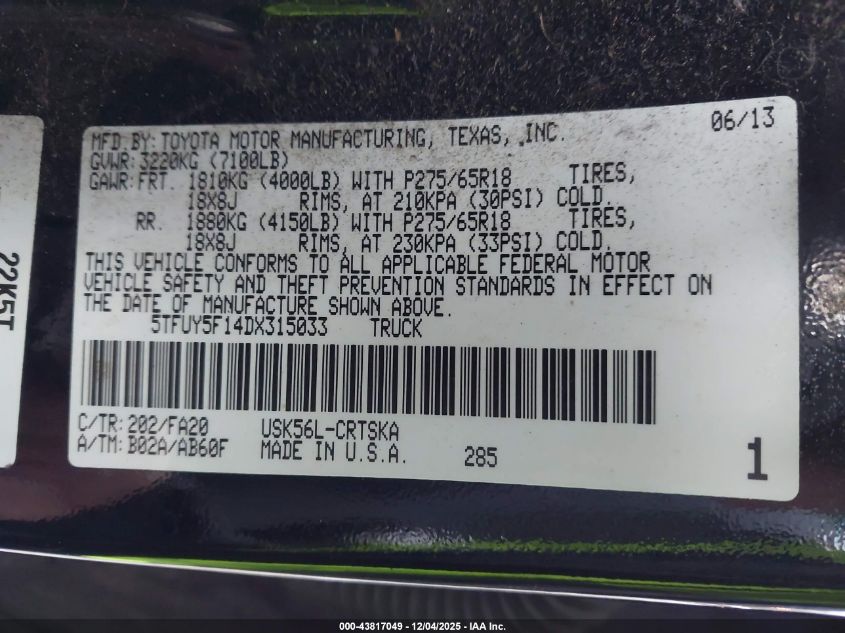 MFD.BY: TOYOTA MOTOR MANUFACTURING, TEXAS, INC. 06/13
GVWR: 3220KG (7100LB)
GAWR: FRT. 1810KG (4000LB) WITH P275/65R18 TIRES,
18X8J RIMS, AT 210KPA (30PSI) COLD.
RR. 1880KG (4150LB) WITH P275/65R18 TIRES,
18X8J RIMS, AT 230KPA (33PSI) COLD.
THIS VEHICLE CONFORMS TO ALL APPLICABLE FEDERAL MOTOR
VEHICLE SAFETY AND THEFT PREVENTION STANDARDS IN EFFECT ON
THE DATE OF MANUFACTURE SHOWN ABOVE.
5TFUY5F14DX315033 TRUCK
C/TR: 202/FA20 USK56L-CRTSKA
A/TM: B02A/AB60F MADE IN U.S.A. 285 1
22K5T
000-43817049 - 12/04/2025 - IAA Inc.